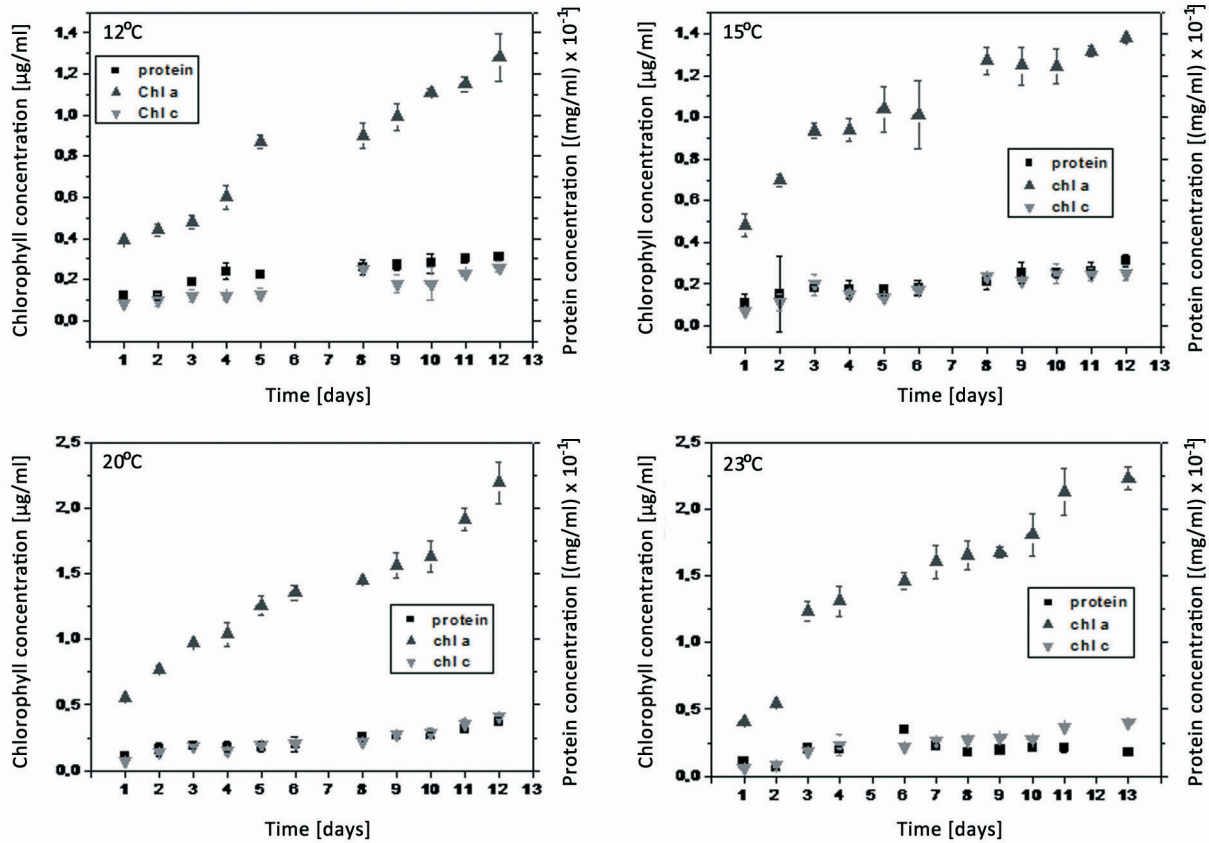 12ºC
Chlorophyll concentration [µg/ml]
1,4
1,2
1,0
0,8
0,6
0,4
0,2
0,0
protein
Chl a
Chl c
1 2 3 4 5 6 7 8 9 10 11 12 13
Time [days]
Protein concentration [(mg/ml) x 10⁻¹]
15ºC
Chlorophyll concentration [µg/ml]
1,4
1,2
1,0
0,8
0,6
0,4
0,2
0,0
protein
chl a
chl c
1 2 3 4 5 6 7 8 9 10 11 12 13
Time [days]
Protein concentration [(mg/ml) x 10⁻¹]
20ºC
Chlorophyll concentration [µg/ml]
2,5
2,0
1,5
1,0
0,5
0,0
protein
chl a
chl c
1 2 3 4 5 6 7 8 9 10 11 12 13
Time [days]
Protein concentration [(mg/ml) x 10⁻¹]
23ºC
Chlorophyll concentration [µg/ml]
2,5
2,0
1,5
1,0
0,5
0,0
protein
chl a
chl c
1 2 3 4 5 6 7 8 9 10 11 12 13
Time [days]
Protein concentration [(mg/ml) x 10⁻¹]